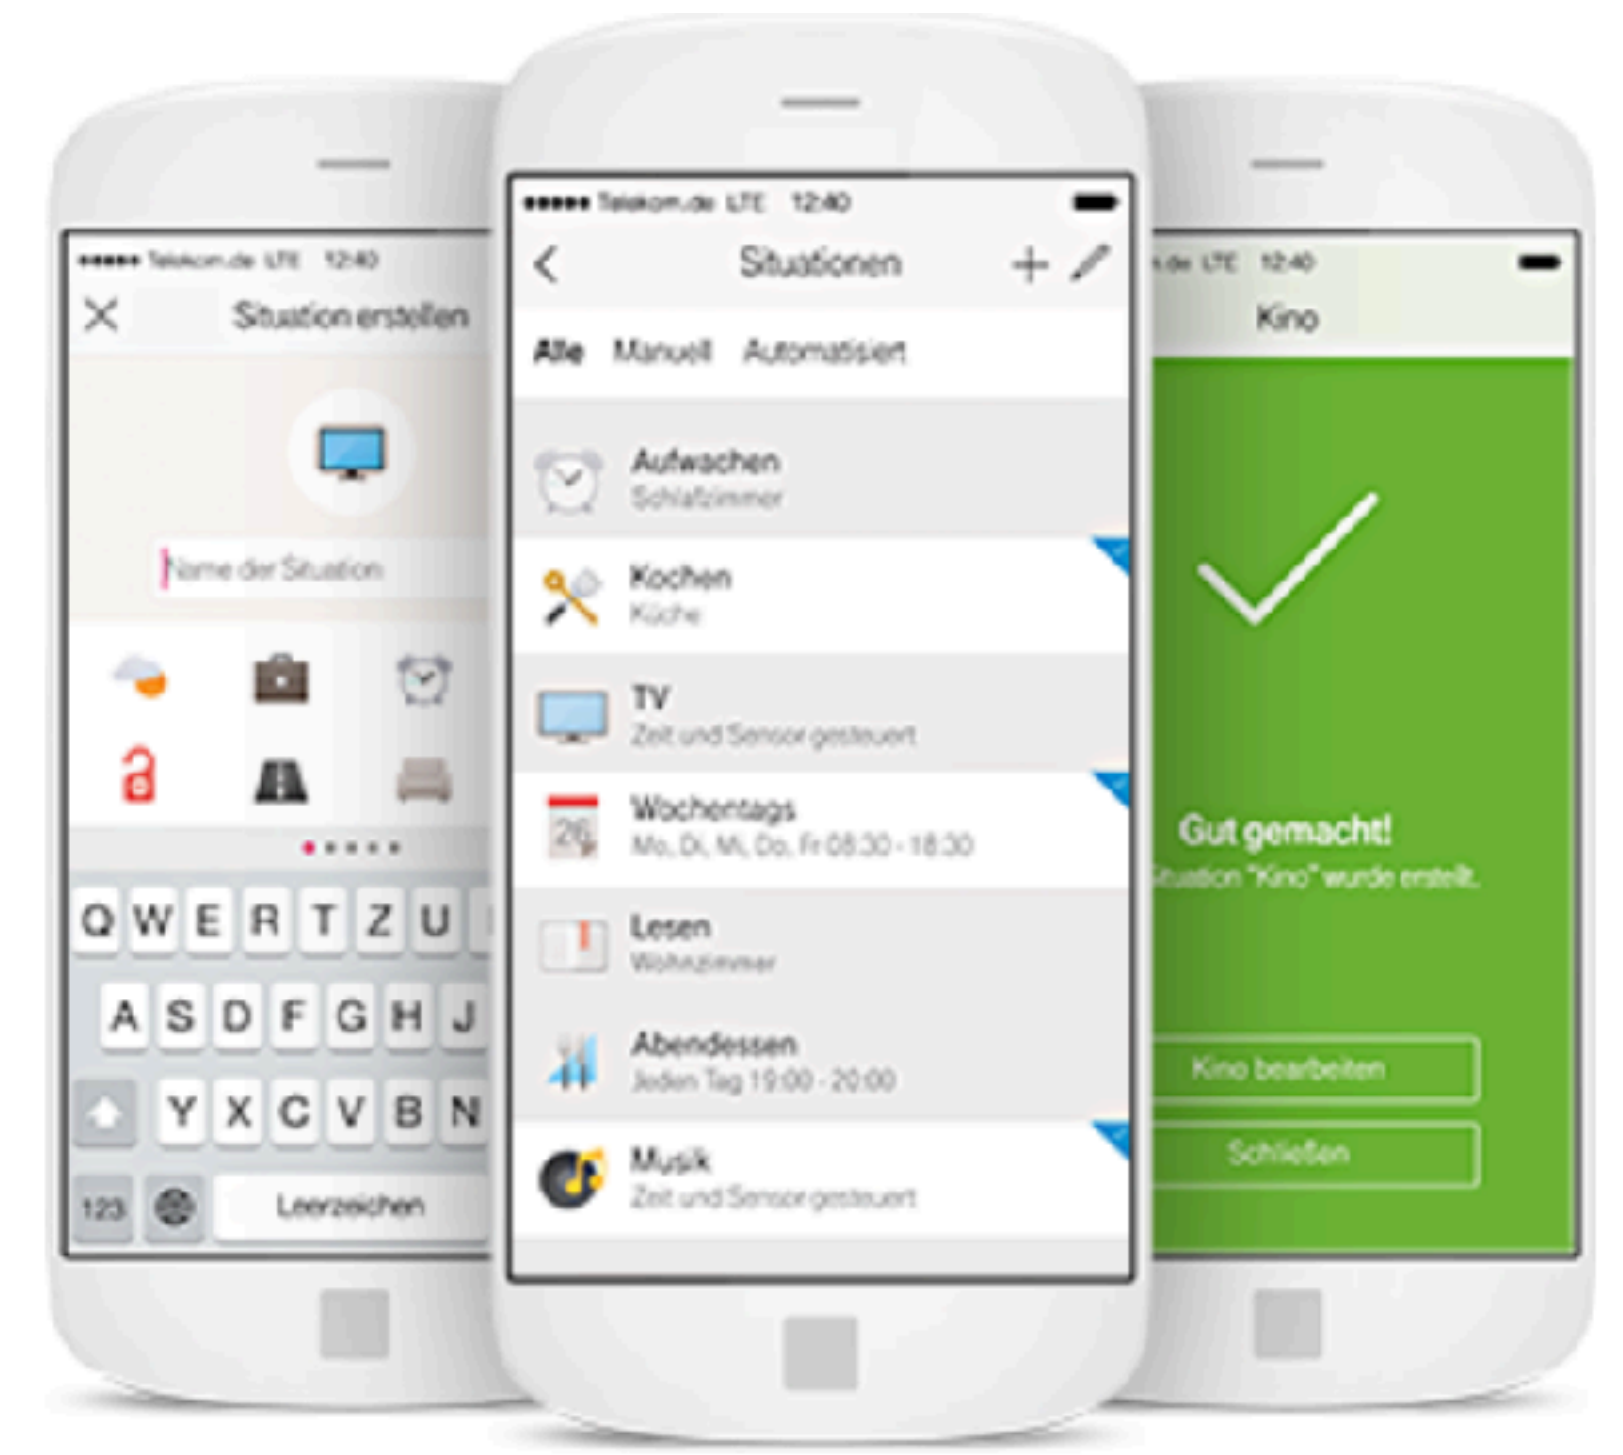 Telekom.de LTE 12:40
Situation erstellen
Name der Situation
Q W E R T Z U
A S D F G H J
Y X C V B N
123 Leerzeichen
Telekom.de LTE 12:40
Situationen
Alle Manuell Automatisiert
Aufwachen
Schlafzimmer
Kochen
Küche
TV
Zeit und Sensor gesteuert
Wochentags
26
Mo, Di, Mi, Do, Fr 08:30 - 18:30
Lesen
Wohnzimmer
Abendessen
Jeden Tag 19:00 - 20:00
Musik
Zeit und Sensor gesteuert
.de LTE 12:40
Kino
Gut gemacht!
Situation "Kino" wurde erstellt.
Kino bearbeiten
Schließen